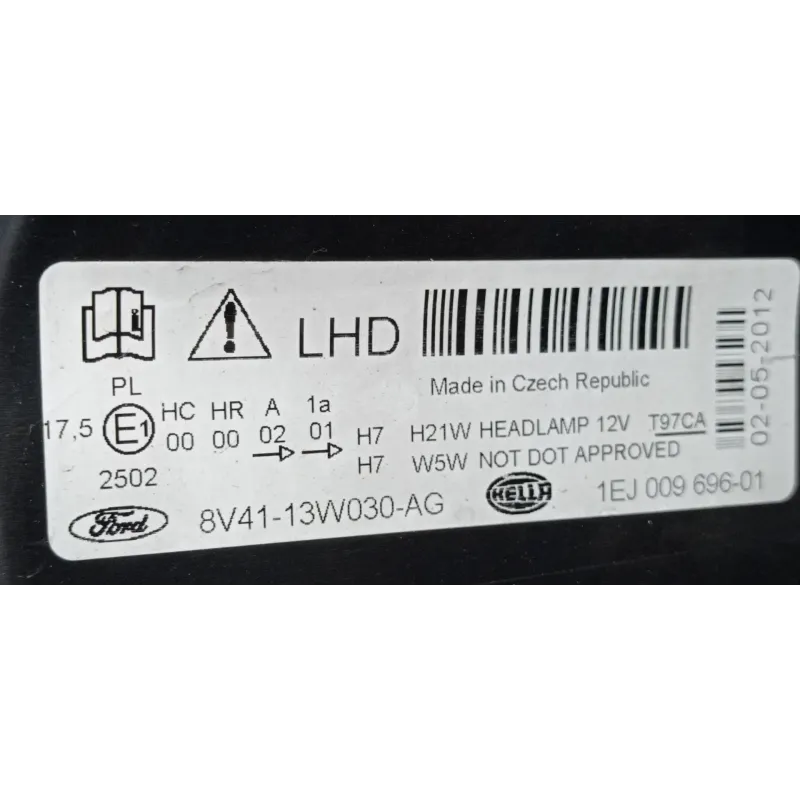 LHD
Made in Czech Republic
02-05-2012
PL
17,5 E1 HC HR A 1a
00 00 02 01
H7 H21W HEADLAMP 12V T97CA
H7 W5W NOT DOT APPROVED
2502
Ford 8V41-13W030-AG HELLA 1EJ 009 696-01